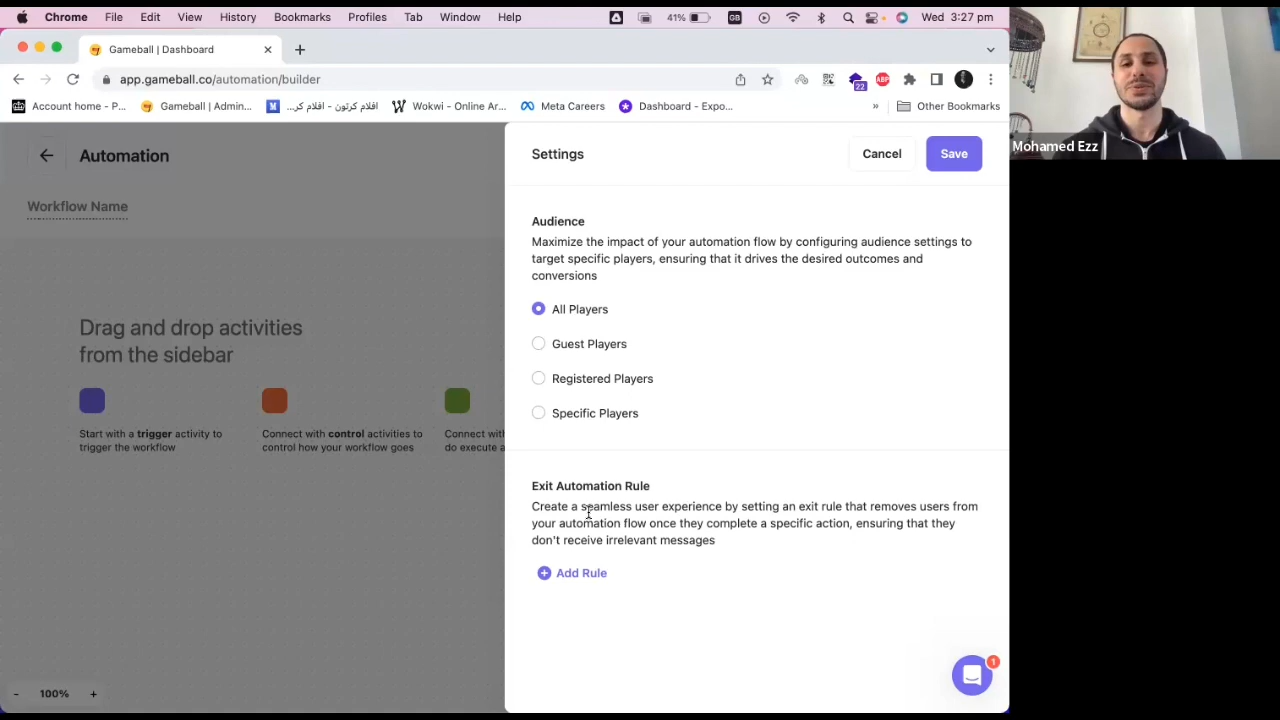 Chrome File Edit View History Bookmarks Profiles Tab Window Help 41% GB Wed 3:27 pm
Gameball | Dashboard
app.gameball.co/automation/builder
22 ABP
Account home - P... Gameball | Admin... افلام كرتون - افلام كر... Wokwi - Online Ar... Meta Careers Dashboard - Expo... » Other Bookmarks
Mohamed Ezz
Automation
Workflow Name
Drag and drop activities
from the sidebar
Start with a trigger activity to
trigger the workflow
Connect with control activities to
control how your workflow goes
Connect with
do execute a
- 100% +
Settings
Cancel
Save
Audience
Maximize the impact of your automation flow by configuring audience settings to
target specific players, ensuring that it drives the desired outcomes and
conversions
All Players
Guest Players
Registered Players
Specific Players
Exit Automation Rule
Create a seamless user experience by setting an exit rule that removes users from
your automation flow once they complete a specific action, ensuring that they
don't receive irrelevant messages
Add Rule
1